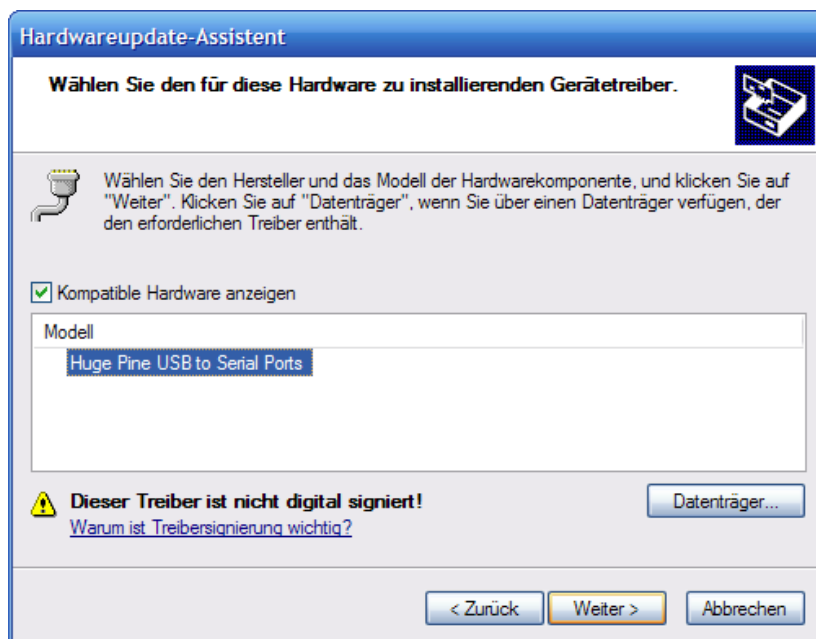 Hardwareupdate-Assistent
Wählen Sie den für diese Hardware zu installierenden Gerätetreiber.
Wählen Sie den Hersteller und das Modell der Hardwarekomponente, und klicken Sie auf
"Weiter". Klicken Sie auf "Datenträger", wenn Sie über einen Datenträger verfügen, der
den erforderlichen Treiber enthält.
Kompatible Hardware anzeigen
Modell
Huge Pine USB to Serial Ports
Dieser Treiber ist nicht digital signiert!
Datenträger...
Warum ist Treibersignierung wichtig?
< Zurück
Weiter >
Abbrechen